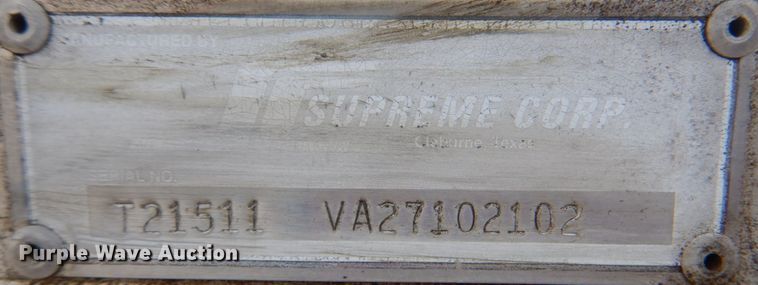 MANUFACTURED BY
SUPREME CORP.
Cleburne, Texas
SERIAL NO.
T21511 VA27102102
Purple Wave Auction